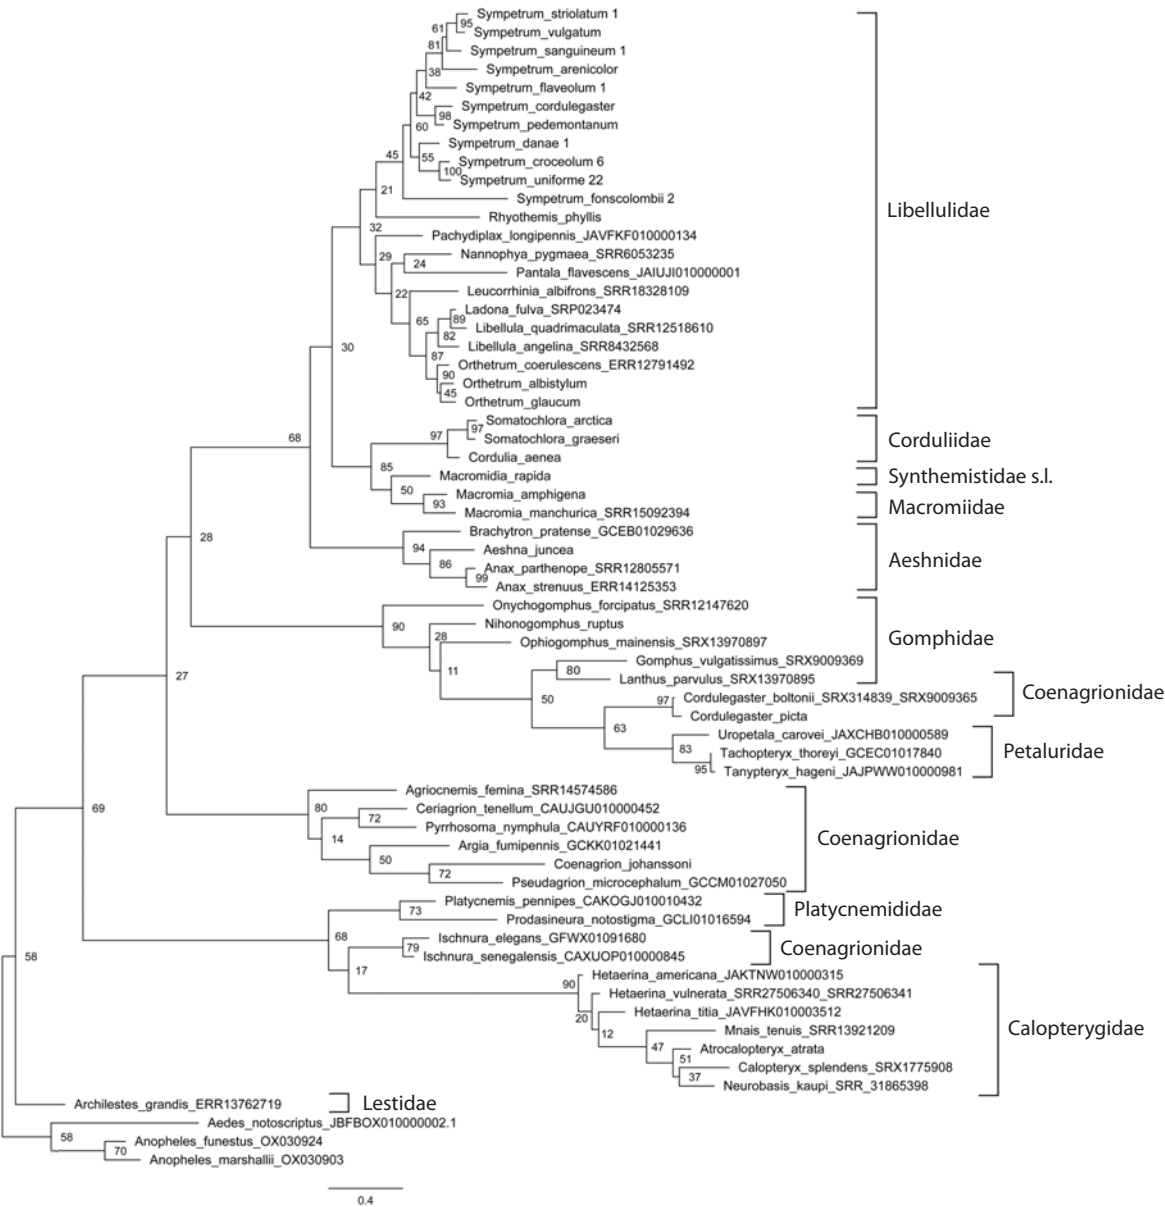 Sympetrum_striolatum 1
95
61
Sympetrum_vulgatum
81
Sympetrum_sanguineum 1
38
Sympetrum_arenicolor
42
Sympetrum_flaveolum 1
Sympetrum_cordulegaster
98
60
Sympetrum_pedemontanum
Sympetrum_danae 1
45
55
Sympetrum_croceolum 6
100
Sympetrum_uniforme 22
21
Sympetrum_fonscolombii 2
Libellulidae
Rhyothemis_phyllis
32
Pachydiplax_longipennis_JAVFKF010000134
29
Nannophya_pygmaea_SRR6053235
24
Pantala_flavescens_JAIUJI010000001
22
Leucorrhinia_albifrons_SRR18328109
Ladona_fulva_SRP023474
65
89
Libellula_quadrimaculata_SRR12518610
82
30
Libellula_angelina_SRR8432568
87
Orthetrum_coerulescens_ERR12791492
90
Orthetrum_albistylum
45
Orthetrum_glaucum
Somatochlora_arctica
97
97
68
Somatochlora_graeseri
Corduliidae
Cordulia_aenea
85
Macromidia_rapida
Synthemistidae s.l.
50
Macromia_amphigena
93
Macromiidae
Macromia_manchurica_SRR15092394
Brachytron_pratense_GCEB01029636
28
94
Aeshna_juncea
Aeshnidae
86
Anax_parthenope_SRR12805571
99
Anax_strenuus_ERR14125353
Onychogomphus_forcipatus_SRR12147620
90
Nihonogomphus_ruptus
28
Gomphidae
Ophiogomphus_mainensis_SRX13970897
Gomphus_vulgatissimus_SRX9009369
11
80
27
Lanthus_parvulus_SRX13970895
50
97
Cordulegaster_boltonii_SRX314839_SRX9009365
Coenagrionidae
Cordulegaster_picta
63
Uropetala_carovei_JAXCHB010000589
83
Tachopteryx_thoreyi_GCEC01017840
Petaluridae
95
Tanypteryx_hageni_JAJPWW010000981
Agriocnemis_femina_SRR14574586
69
80
Ceriagrion_tenellum_CAUJGU010000452
72
Pyrrhosoma_nymphula_CAUYRF010000136
14
Coenagrionidae
Argia_fumipennis_GCKK01021441
50
Coenagrion_johanssoni
72
Pseudagrion_microcephalum_GCCM01027050
Platycnemis_pennipes_CAKOGJ010010432
73
Platycnemididae
Prodasineura_notostigma_GCLI01016594
68
Ischnura_elegans_GFWX01091680
79
Coenagrionidae
58
Ischnura_senegalensis_CAXUOP010000845
17
Hetaerina_americana_JAKTNW010000315
90
Hetaerina_vulnerata_SRR27506340_SRR27506341
20
Hetaerina_titia_JAVFHK010003512
12
Mnais_tenuis_SRR13921209
Calopterygidae
47
Atrocalopteryx_atrata
51
Calopteryx_splendens_SRX1775908
37
Neurobasis_kaupi_SRR_31865398
Archilestes_grandis_ERR13762719
Lestidae
Aedes_notoscriptus_JBFBOX010000002.1
58
Anopheles_funestus_OX030924
70
Anopheles_marshallii_OX030903
0.4